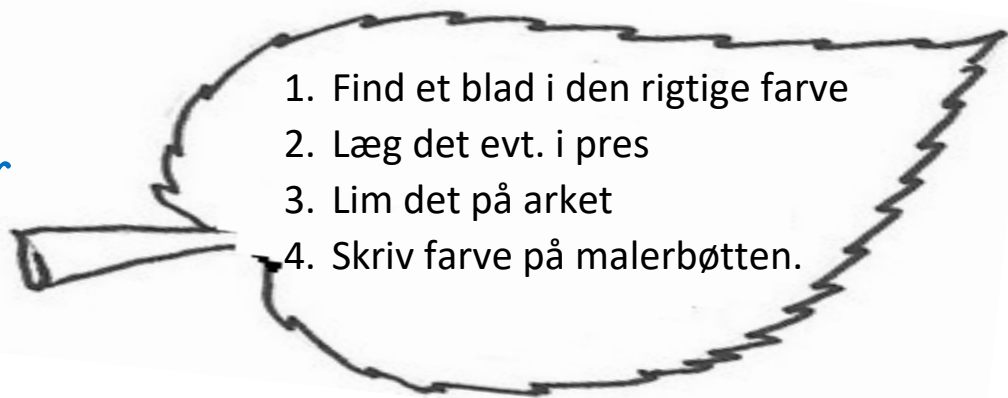 1. Find et blad i den rigtige farve
2. Læg det evt. i pres
3. Lim det på arket
4. Skriv farve på malerbøtten.